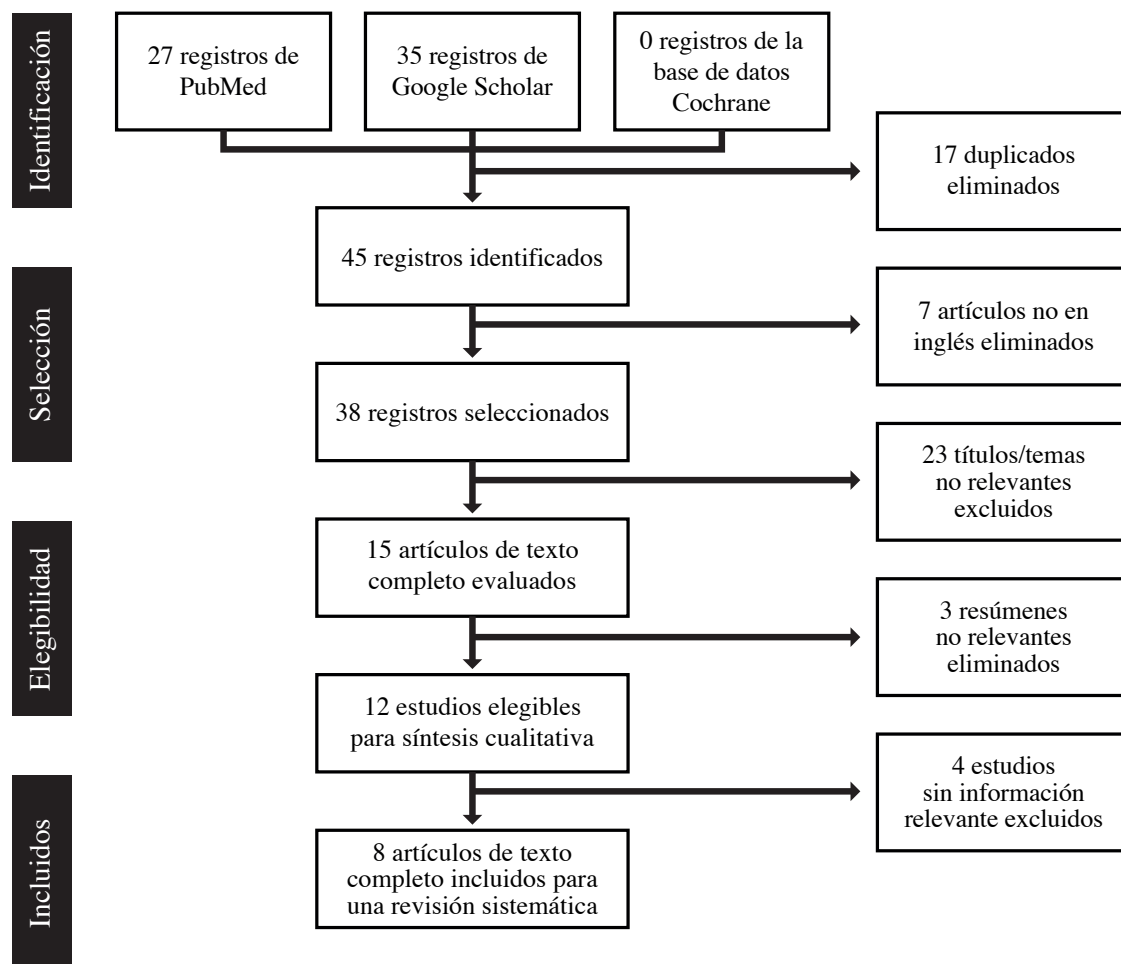 Identificación
27 registros de
PubMed
35 registros de
Google Scholar
0 registros de la
base de datos
Cochrane
17 duplicados
eliminados
45 registros identificados
Selección
7 artículos no en
inglés eliminados
38 registros seleccionados
23 títulos/temas
no relevantes
excluidos
Elegibilidad
15 artículos de texto
completo evaluados
3 resúmenes
no relevantes
eliminados
12 estudios elegibles
para síntesis cualitativa
4 estudios
sin información
relevante excluidos
Incluidos
8 artículos de texto
completo incluidos para
una revisión sistemática